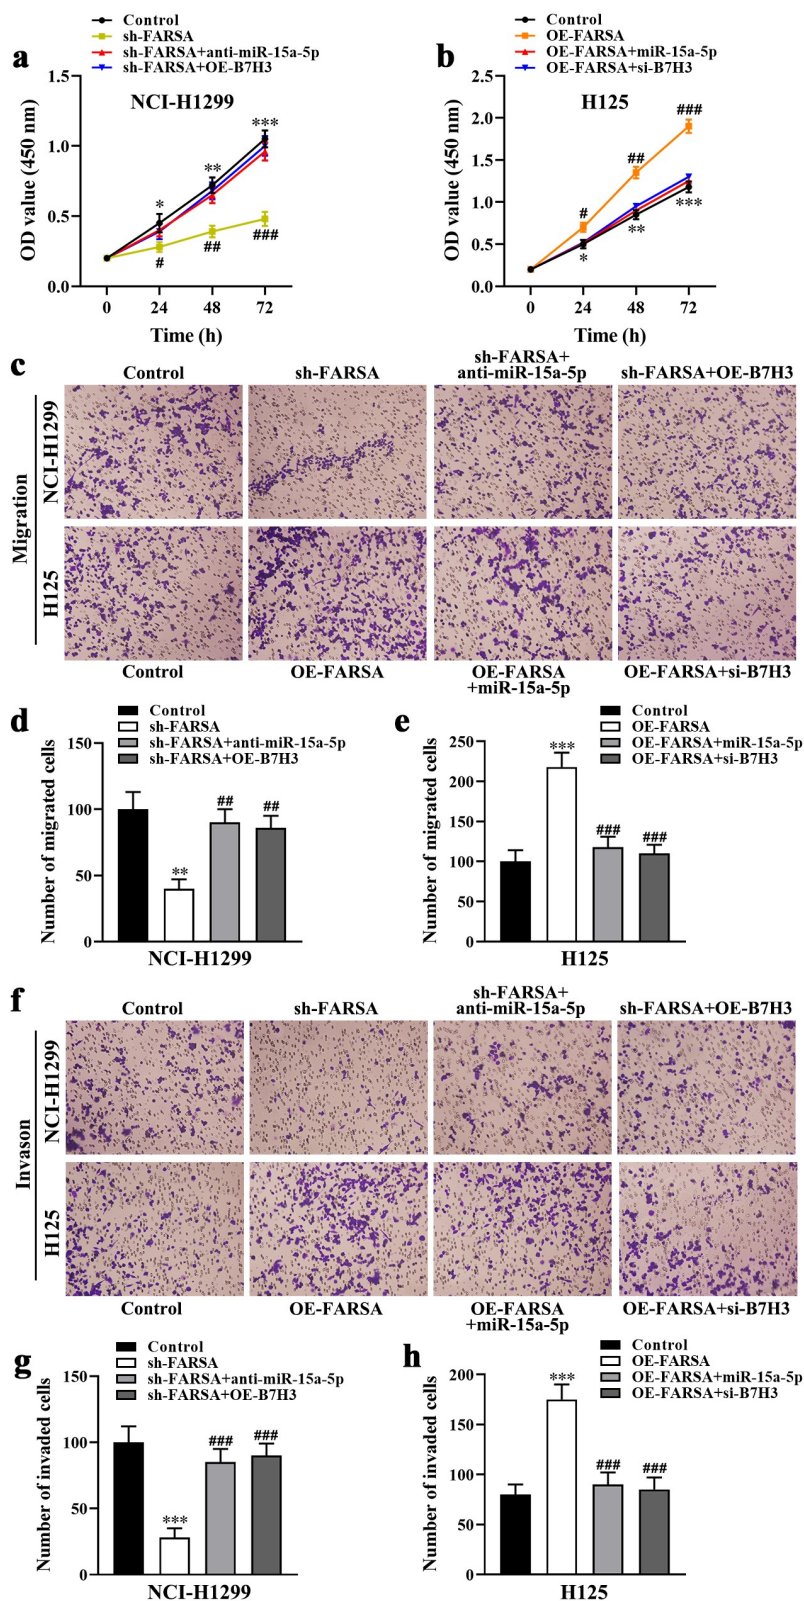 a
Control
sh-FARSA
sh-FARSA+anti-miR-15a-5p
sh-FARSA+OE-B7H3
NCI-H1299
OD value (450 nm)
1.5
1.0
0.5
0.0
*
**
***
#
##
###
0 24 48 72
Time (h)
b
Control
OE-FARSA
OE-FARSA+miR-15a-5p
OE-FARSA+si-B7H3
H125
OD value (450 nm)
2.5
2.0
1.5
1.0
0.5
0.0
#
##
###
*
**
***
0 24 48 72
Time (h)
c
Control
sh-FARSA
sh-FARSA+
anti-miR-15a-5p
sh-FARSA+OE-B7H3
Migration
NCI-H1299
H125
Control
OE-FARSA
OE-FARSA
+miR-15a-5p
OE-FARSA+si-B7H3
d
Control
sh-FARSA
sh-FARSA+anti-miR-15a-5p
sh-FARSA+OE-B7H3
Number of migrated cells
150
100
50
0
**
##
##
NCI-H1299
e
Control
OE-FARSA
OE-FARSA+miR-15a-5p
OE-FARSA+si-B7H3
Number of migrated cells
250
200
150
100
50
0
***
###
###
H125
f
Control
sh-FARSA
sh-FARSA+
anti-miR-15a-5p
sh-FARSA+OE-B7H3
Invason
NCI-H1299
H125
Control
OE-FARSA
OE-FARSA
+miR-15a-5p
OE-FARSA+si-B7H3
g
Control
sh-FARSA
sh-FARSA+anti-miR-15a-5p
sh-FARSA+OE-B7H3
Number of invaded cells
150
100
50
0
***
###
###
NCI-H1299
h
Control
OE-FARSA
OE-FARSA+miR-15a-5p
OE-FARSA+si-B7H3
Number of invaded cells
200
150
100
50
0
***
###
###
H125